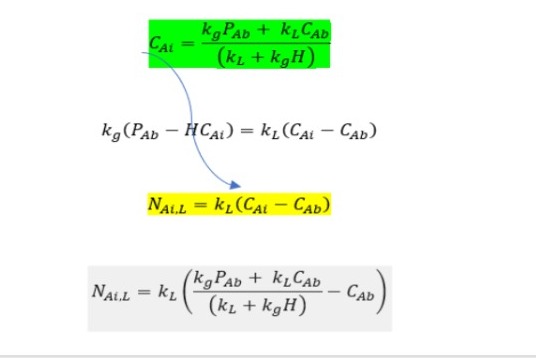 C_{Ai} = \frac{k_g P_{Ab} + k_L C_{Ab}}{(k_L + k_g H)}
k_g(P_{Ab} − HC_{Ai}) = k_L(C_{Ai} − C_{Ab})
N_{Ai,L} = k_L(C_{Ai} − C_{Ab})
N_{Ai,L} = k_L \left( \frac{k_g P_{Ab} + k_L C_{Ab}}{(k_L + k_g H)} − C_{Ab} \right)